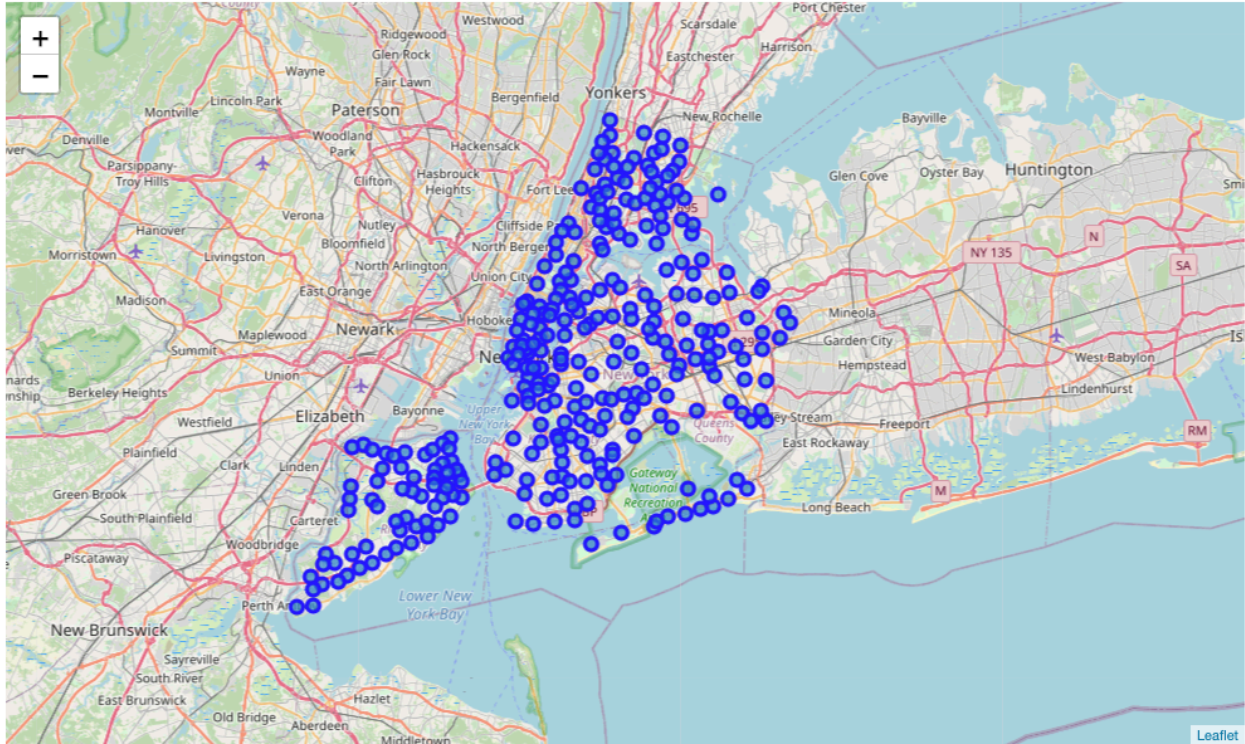 +
−
County
Westwood
Port Chester
Scarsdale
Ridgewood
Glen Rock
Harrison
Eastchester
Wayne
Fair Lawn
Yonkers
Lincoln Park
Bergenfield
Paterson
Montville
New Rochelle
Bayville
Denville
Woodland
Park
Hackensack
Parsippany-
Troy Hills
Hasbrouck
Heights
Huntington
Oyster Bay
Glen Cove
Clifton
Fort Lee
Verona
Nutley
Cliffside P
Hanover
Bloomfield
North Bergen
N
Morristown
Livingston
NY 135
North Arlington
SA
Union City
East Orange
Madison
Mineola
Newark
Hoboke
Maplewood
Garden City
Summit
West Babylon
Hempstead
Union
Berkeley Heights
Lindenhurst
Elizabeth
Bayonne
Upper
New York
Bay
Queens
County
Westfield
Freeport
East Rockaway
RM
Plainfield
Clark
Linden
Gateway
National
Recreation
M
Green Brook
Long Beach
South Plainfield
Carteret
Woodbridge
Piscataway
Lower New
York Bay
Perth Am
New Brunswick
Sayreville
South River
East Brunswick
Hazlet
Old Bridge
Aberdeen
Middletown
Leaflet